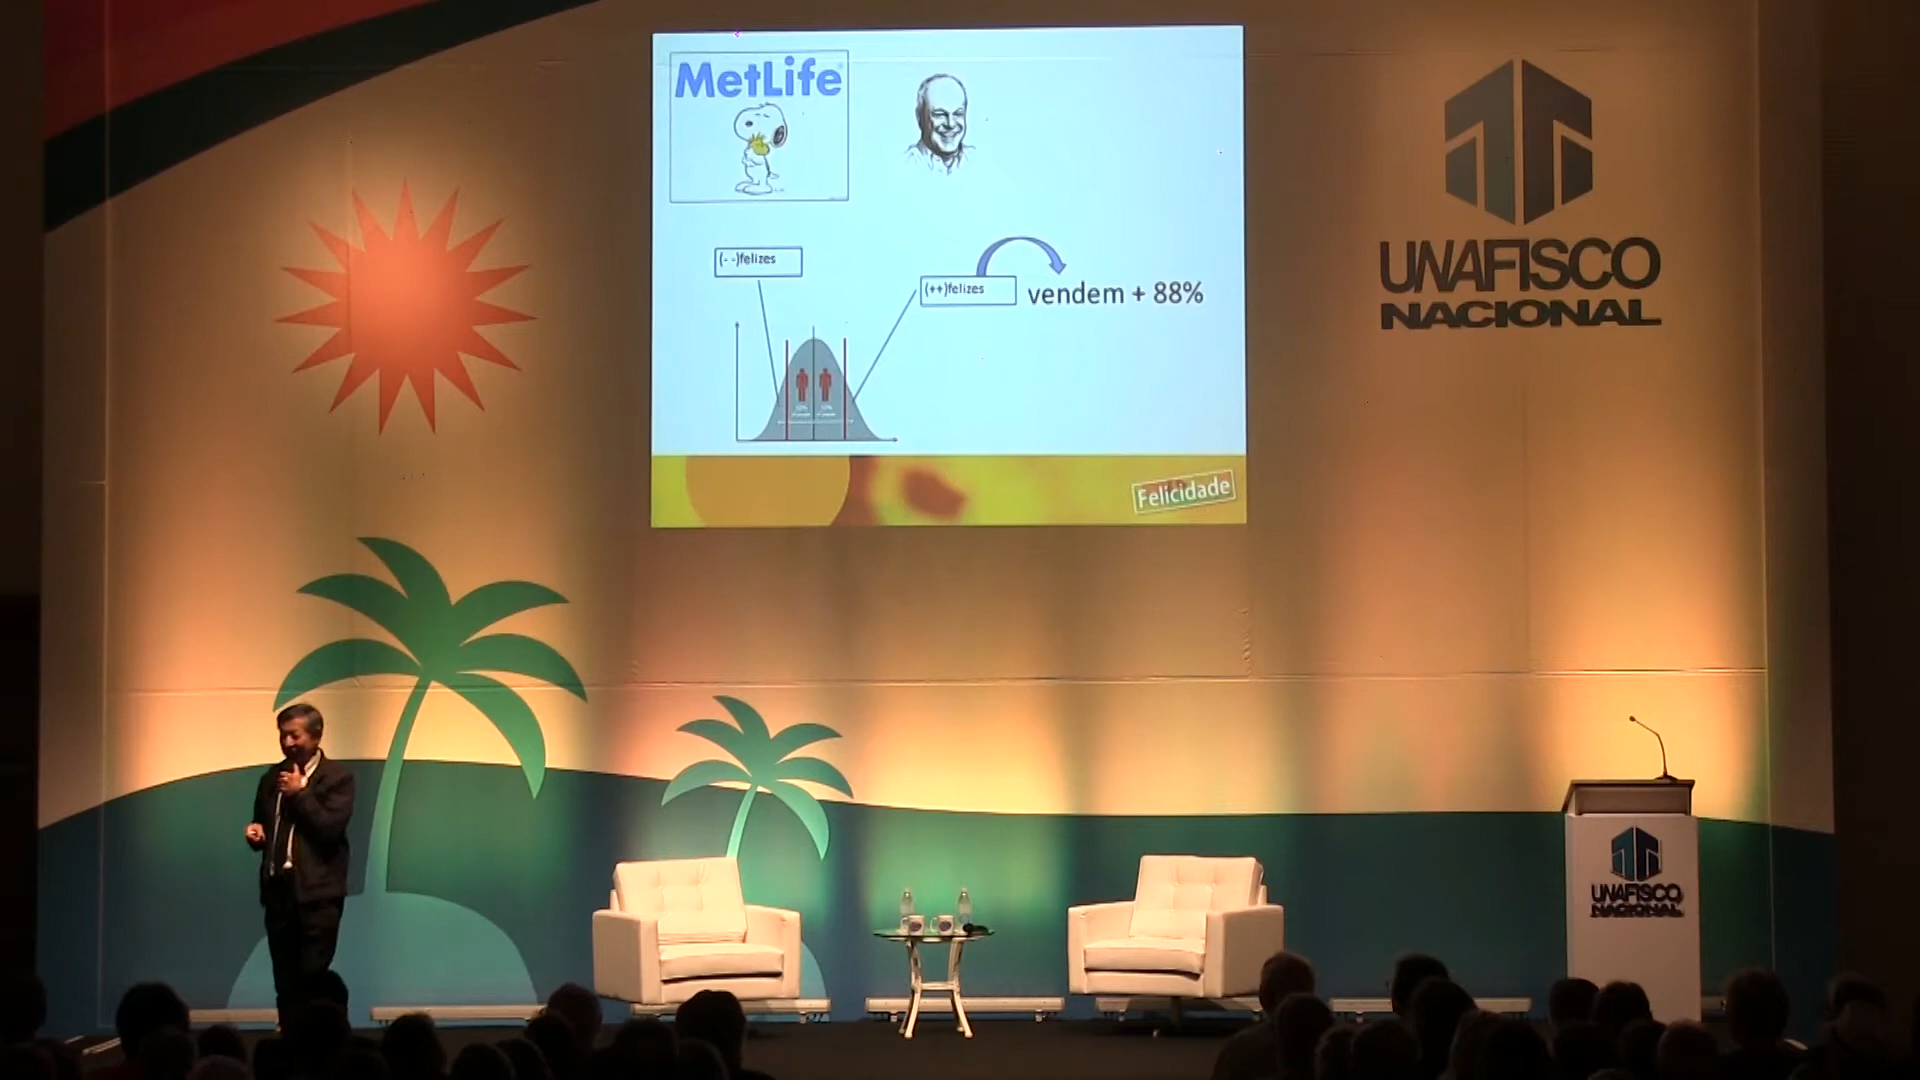 MetLife
(- -)felizes
(++)felizes
vendem + 88%
Felicidade
UNAFISCO
NACIONAL
UNAFISCO
NACIONAL